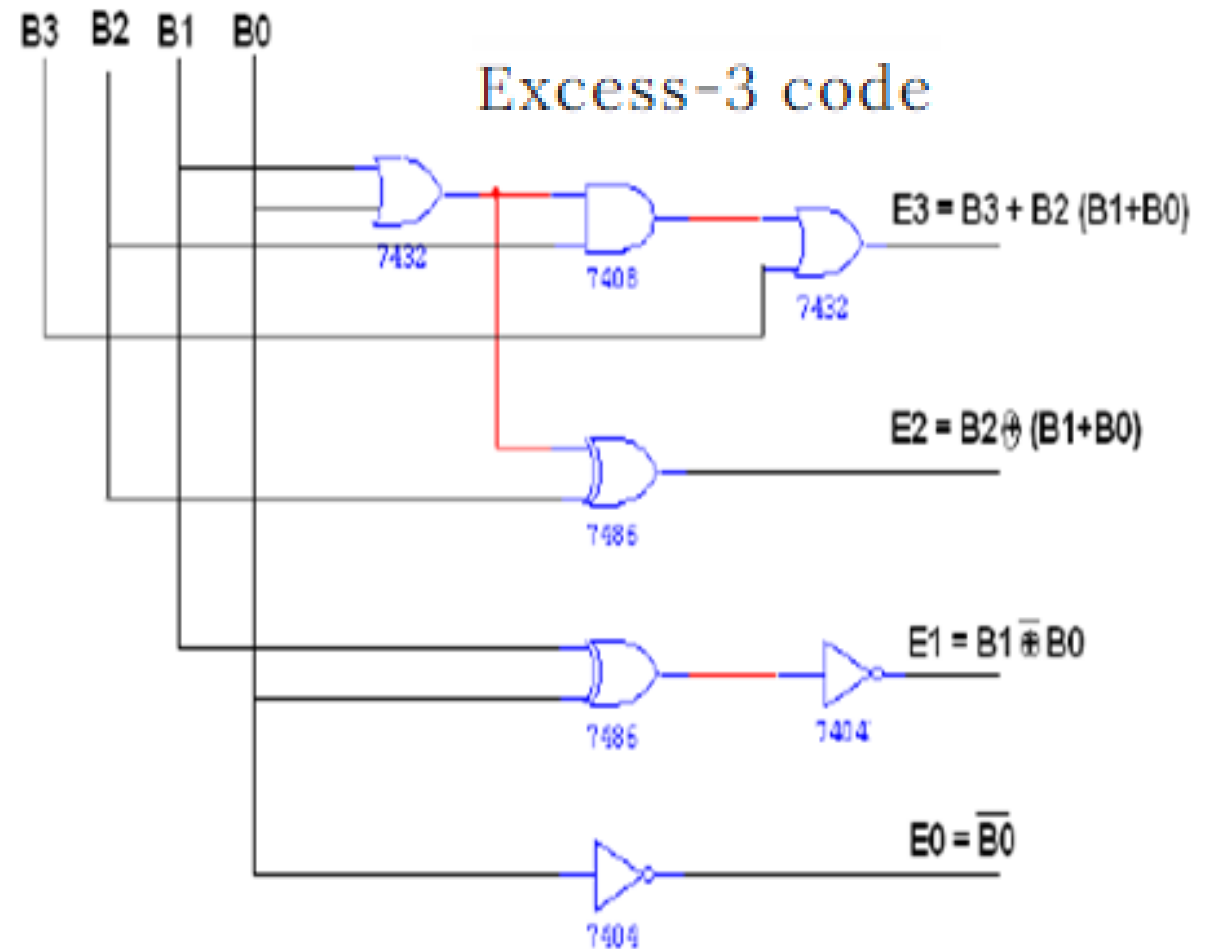 B3 B2 B1 B0
Excess-3 code
E3 = B3 + B2 (B1+B0)
7432
7408
7432
E2 = B2⊕(B1+B0)
7486
E1 = B1 ⊕̅ B0
7486
7404
E0 = B̅0̅
7404